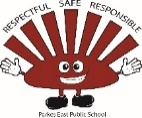 RESPECTFUL SAFE RESPONSIBLE
Parkes East Public School